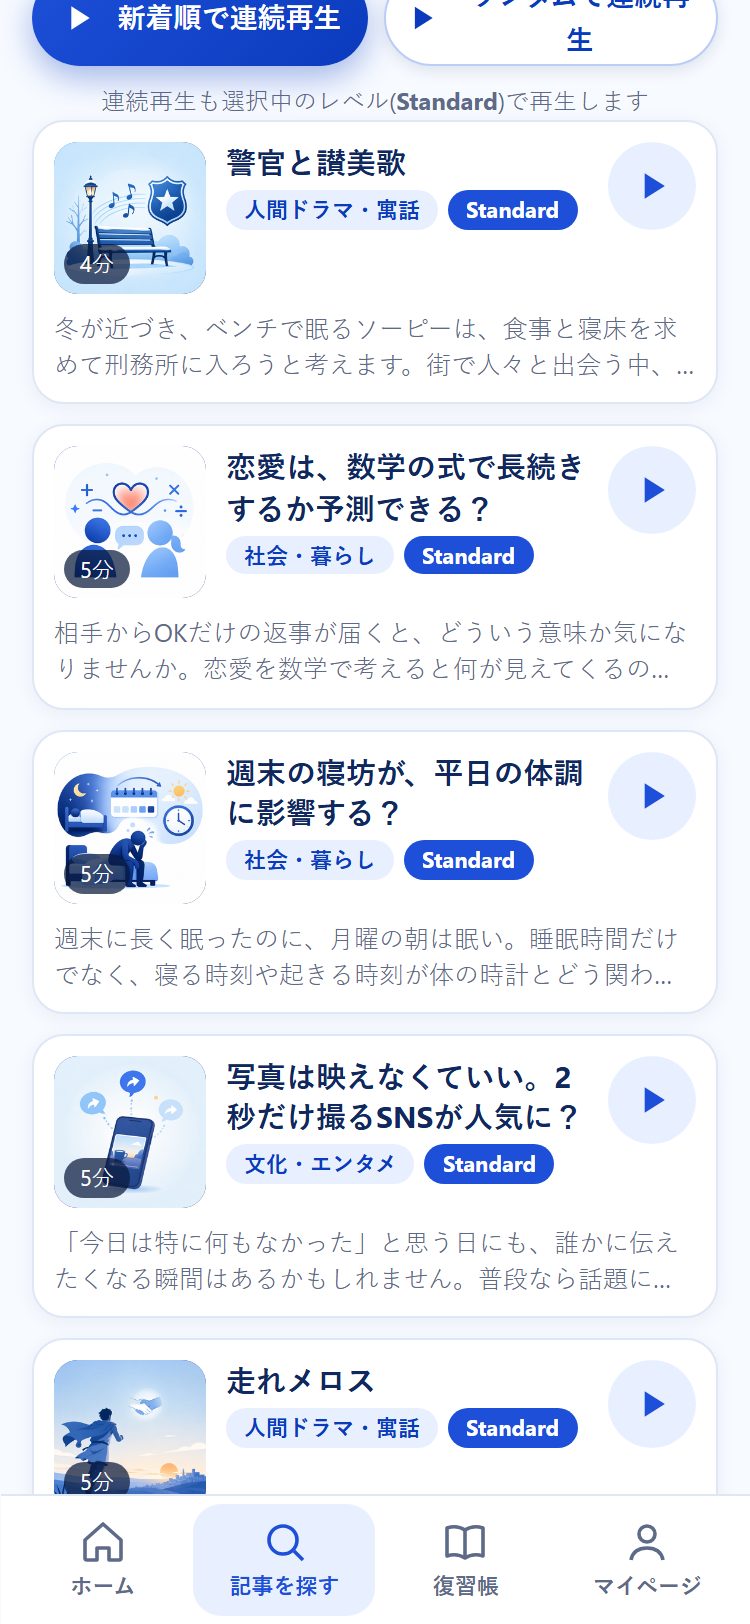 新着順で連続再生
ランダムで連続再
生
連続再生も選択中のレベル(Standard)で再生します
警官と讃美歌
人間ドラマ・寓話
Standard
4分
冬が近づき、ベンチで眠るソーピーは、食事と寝床を求
めて刑務所に入ろうと考えます。街で人々と出会う中、...
恋愛は、数学の式で長続き
するか予測できる？
社会・暮らし
Standard
5分
相手からOKだけの返事が届くと、どういう意味か気にな
りませんか。恋愛を数学で考えると何が見えてくるの...
週末の寝坊が、平日の体調
に影響する？
社会・暮らし
Standard
5分
週末に長く眠ったのに、月曜の朝は眠い。睡眠時間だけ
でなく、寝る時刻や起きる時刻が体の時計とどう関わ...
写真は映えなくていい。2
秒だけ撮るSNSが人気に？
文化・エンタメ
Standard
5分
「今日は特に何もなかった」と思う日にも、誰かに伝え
たくなる瞬間はあるかもしれません。普段なら話題に...
走れメロス
人間ドラマ・寓話
Standard
5分
ホーム
記事を探す
復習帳
マイページ